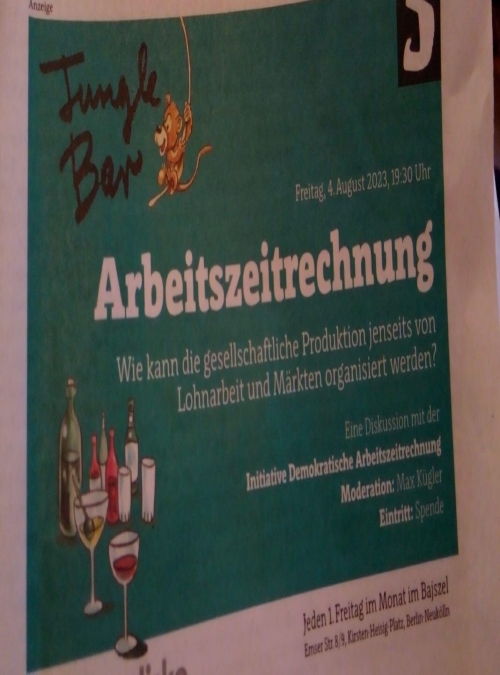 Anzeige
J
Jungle
Bar
Freitag, 4. August 2023, 19:30 Uhr
Arbeitszeitrechnung
Wie kann die gesellschaftliche Produktion jenseits von
Lohnarbeit und Märkten organisiert werden?
Eine Diskussion mit der
Initiative Demokratische Arbeitszeitrechnung
Moderation: Max Kugler
Eintritt: Spende
Jeden 1. Freitag im Monat im Bajszel
Emser Str. 8/9, Kirsten-Heisig-Platz, Berlin-Neukölln